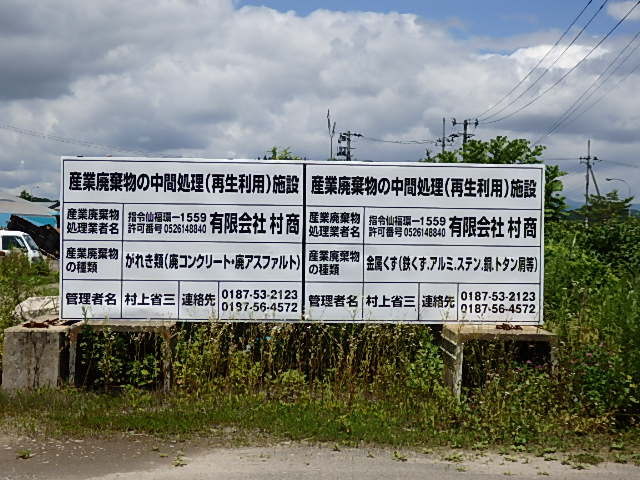 産業廃棄物の中間処理(再生利用)施設
産業廃棄物
処理業者名
指令仙福環ー1559
許可番号 0526148840
有限会社 村商
産業廃棄物
の種類
がれき類(廃コンクリート・廃アスファルト)
管理者名
村上省三
連絡先
0187-53-2123
0187-56-4572
産業廃棄物の中間処理(再生利用)施設
産業廃棄物
処理業者名
指令仙福環ー1559
許可番号 0526148840
有限会社 村商
産業廃棄物
の種類
金属くず(鉄くず.アルミ.ステン.銅.トタン屑等)
管理者名
村上省三
連絡先
0187-53-2123
0187-56-4572